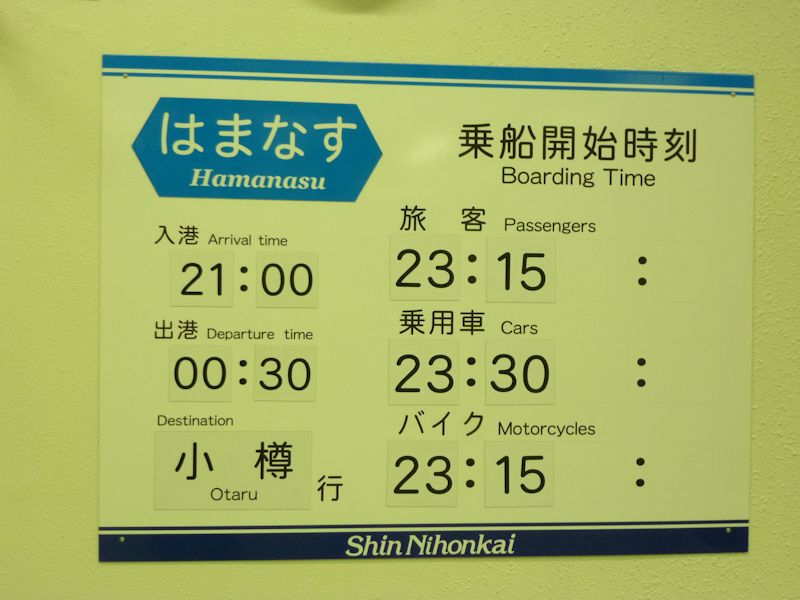 はまなす
Hamanasu
乗船開始時刻
Boarding Time
入港 Arrival time
21:00
出港 Departure time
00:30
Destination
小樽
Otaru
行
旅客 Passengers
23:15 :
乗用車 Cars
23:30 :
バイク Motorcycles
23:15 :
Shin Nihonkai